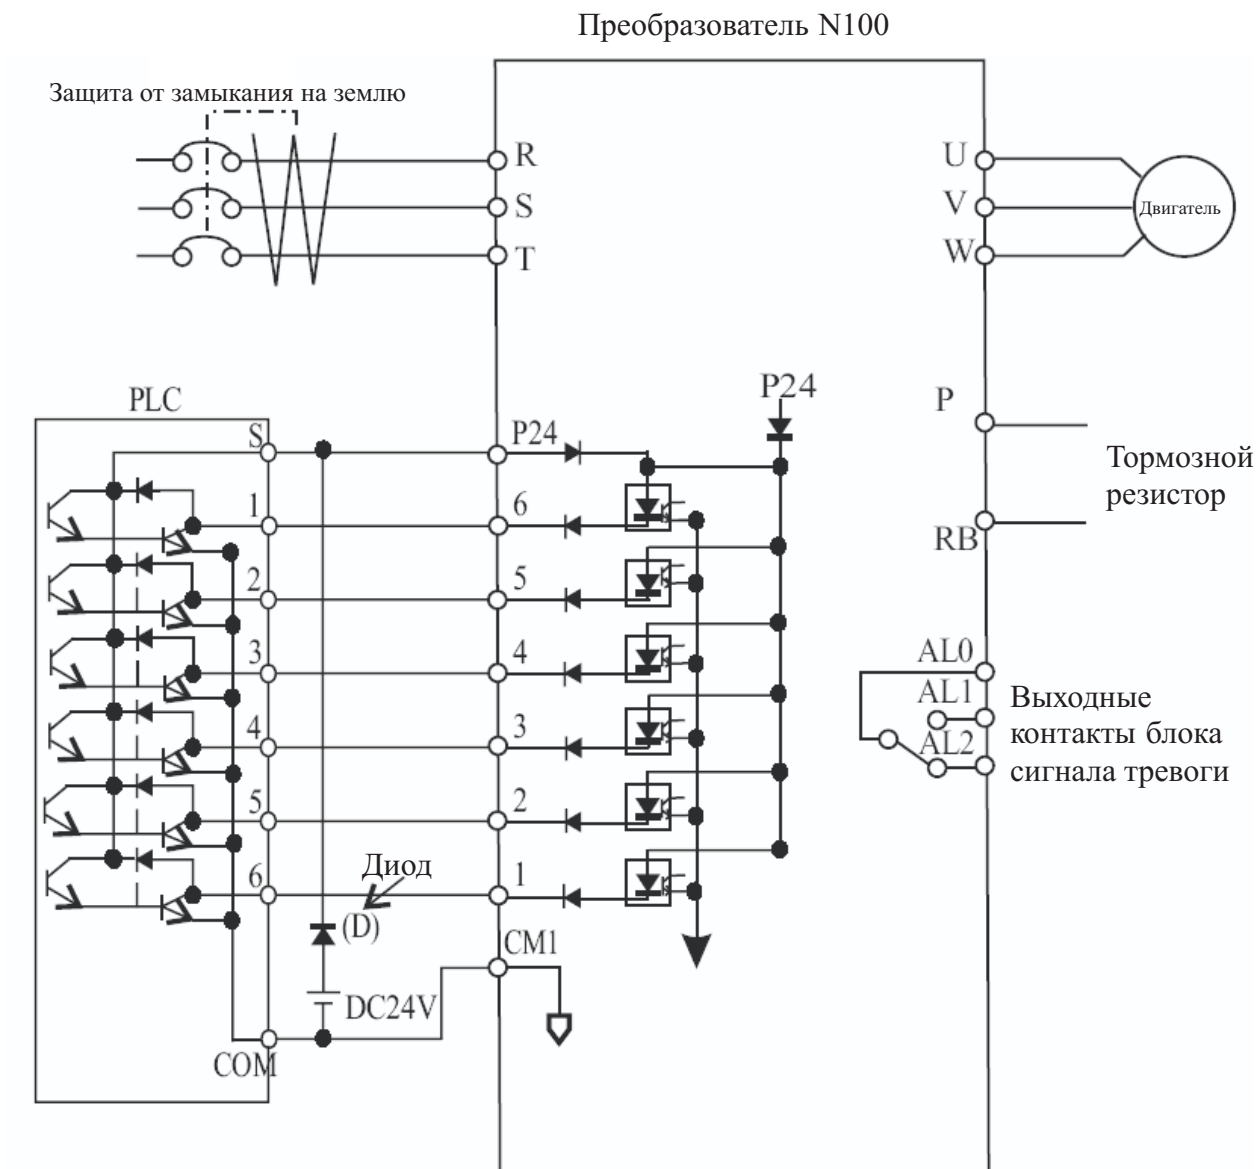 Преобразователь N100
Защита от замыкания на землю
R
S
T
U
V
W
Двигатель
PLC
S
1
2
3
4
5
6
COM
Диод
(D)
DC24V
P24
6
5
4
3
2
1
CM1
P24
P
RB
Тормозной
резистор
AL0
AL1
AL2
Выходные
контакты блока
сигнала тревоги